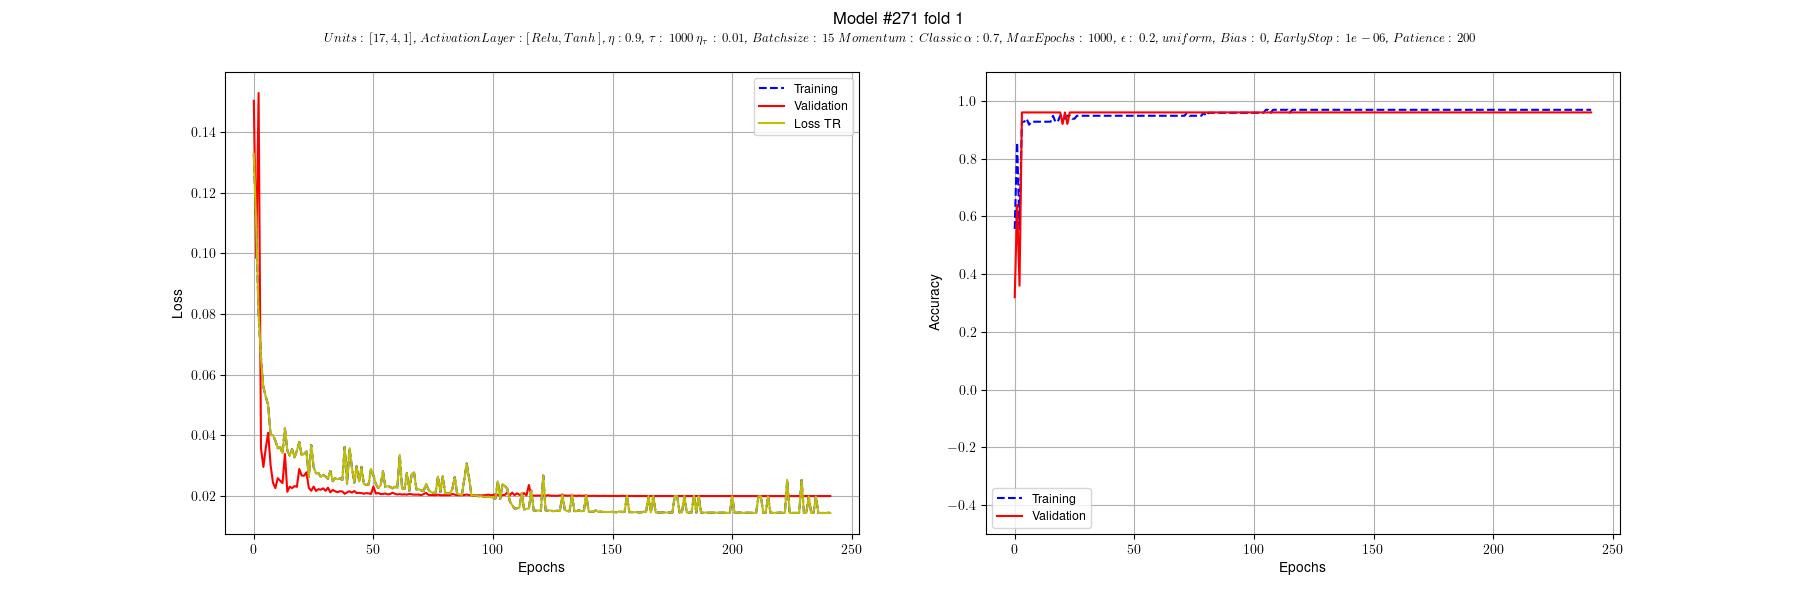 Model #271 fold 1
Units : [17, 4, 1], ActivationLayer : [Relu, Tanh], η : 0.9, τ : 1000 η_τ : 0.01, Batchsize : 15 Momentum : Classic α : 0.7, MaxEpochs : 1000, ϵ : 0.2, uniform, Bias : 0, EarlyStop : 1e − 06, Patience : 200
Training
Validation
Loss TR
0.14
0.12
0.10
0.08
0.06
0.04
0.02
Loss
0 50 100 150 200 250
Epochs
1.0
0.8
0.6
0.4
0.2
0.0
−0.2
−0.4
Accuracy
Training
Validation
0 50 100 150 200 250
Epochs